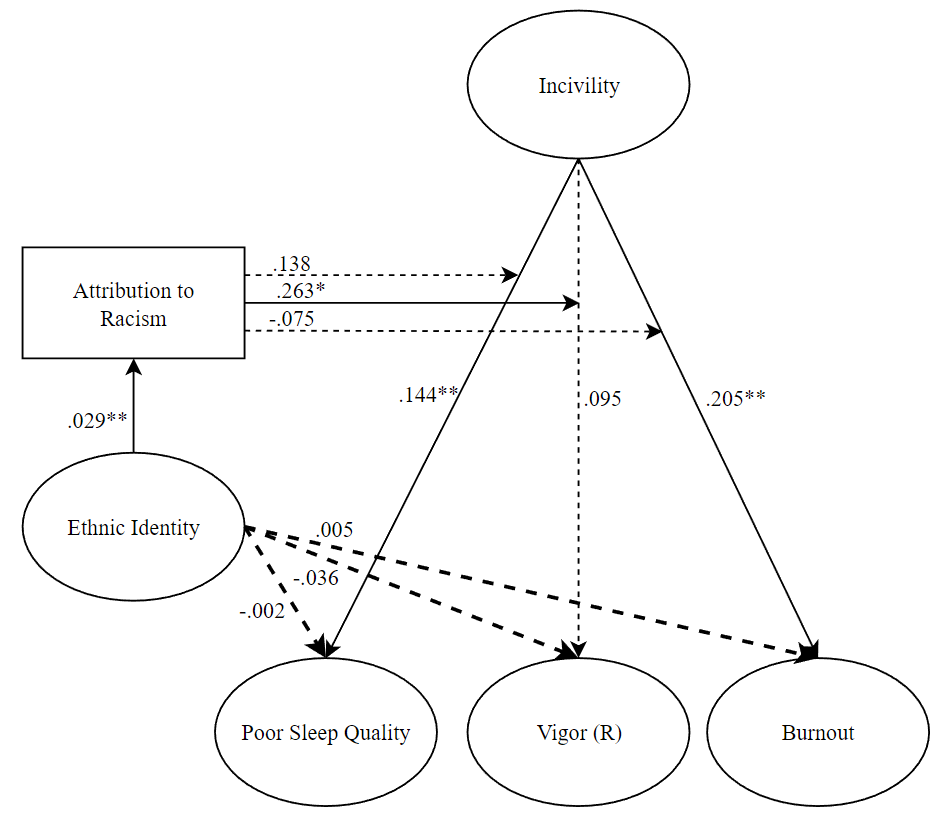 Incivility
.138
.263*
-.075
Attribution to
Racism
.144**
.095
.205**
.029**
Ethnic Identity
.005
-.036
-.002
Poor Sleep Quality
Vigor (R)
Burnout